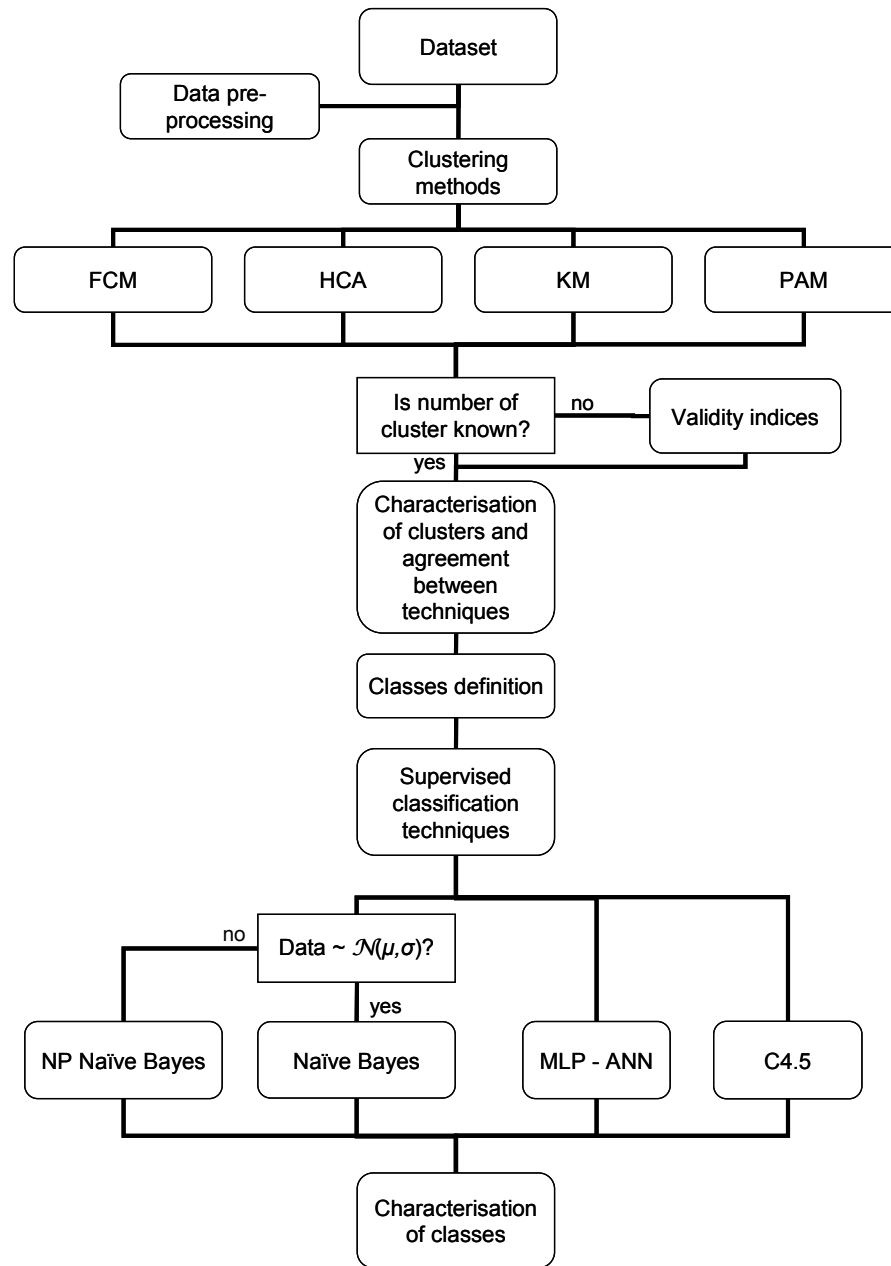 Dataset
Data pre-
processing
Clustering
methods
FCM
HCA
KM
PAM
Is number of
cluster known?
no
Validity indices
yes
Characterisation
of clusters and
agreement
between
techniques
Classes definition
Supervised
classification
techniques
no
Data ~ 𝒩(μ,σ)?
yes
NP Naïve Bayes
Naïve Bayes
MLP - ANN
C4.5
Characterisation
of classes